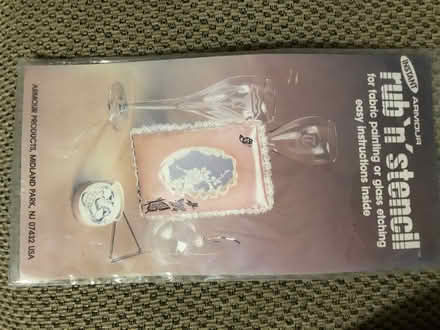 INSTANT
ARMOUR
rub 'n' stencil
for fabric painting or glass etching
easy instructions inside
ARMOUR PRODUCTS, MIDLAND PARK, NJ 07432 USA